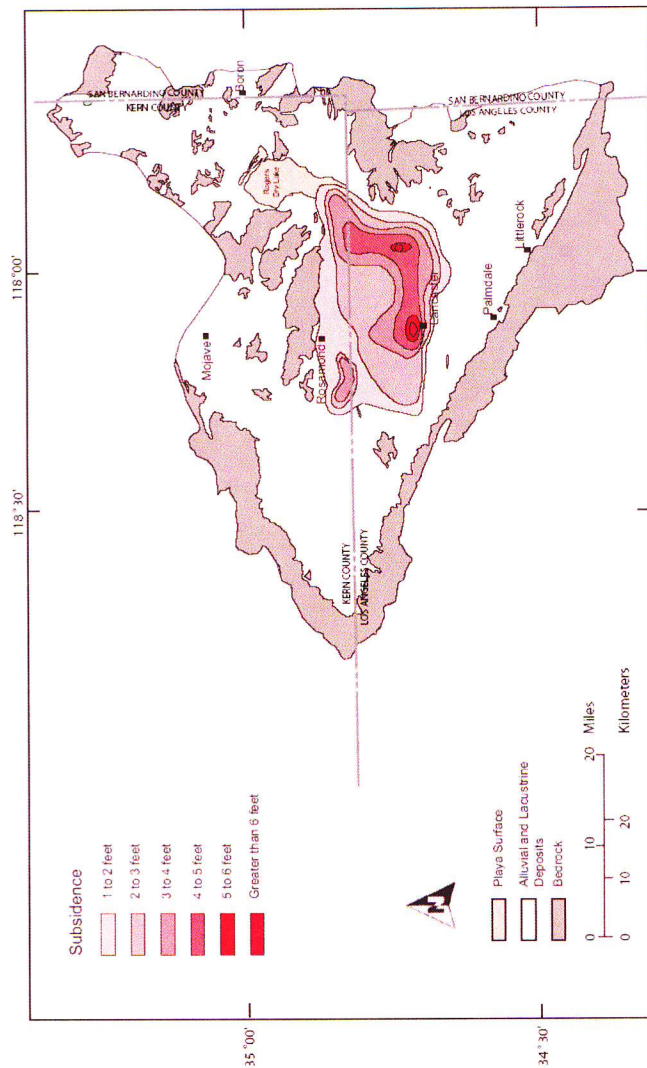 118°30'
118°00'
35°00'
34°30'
Subsidence
1 to 2 feet
2 to 3 feet
3 to 4 feet
4 to 5 feet
5 to 6 feet
Greater than 6 feet
N
Playa Surface
Alluvial and Lacustrine
Deposits
Bedrock
0 10 20 Miles
0 10 20 Kilometers
KERN COUNTY
LOS ANGELES COUNTY
SAN BERNARDINO COUNTY
KERN COUNTY
SAN BERNARDINO COUNTY
LOS ANGELES COUNTY
Mojave
Rosamond
Boron
Rogers
Dry Lake
Lancaster
Palmdale
Littlerock